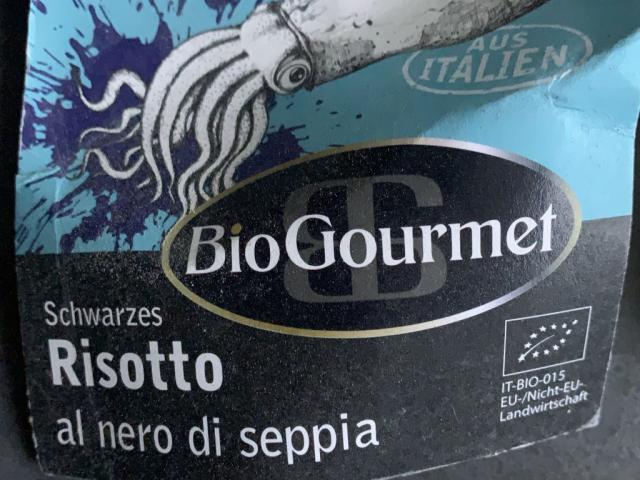 AUS
ITALIEN
BioGourmet
Schwarzes
Risotto
al nero di seppia
IT-BIO-015
EU-/Nicht-EU-
Landwirtschaft